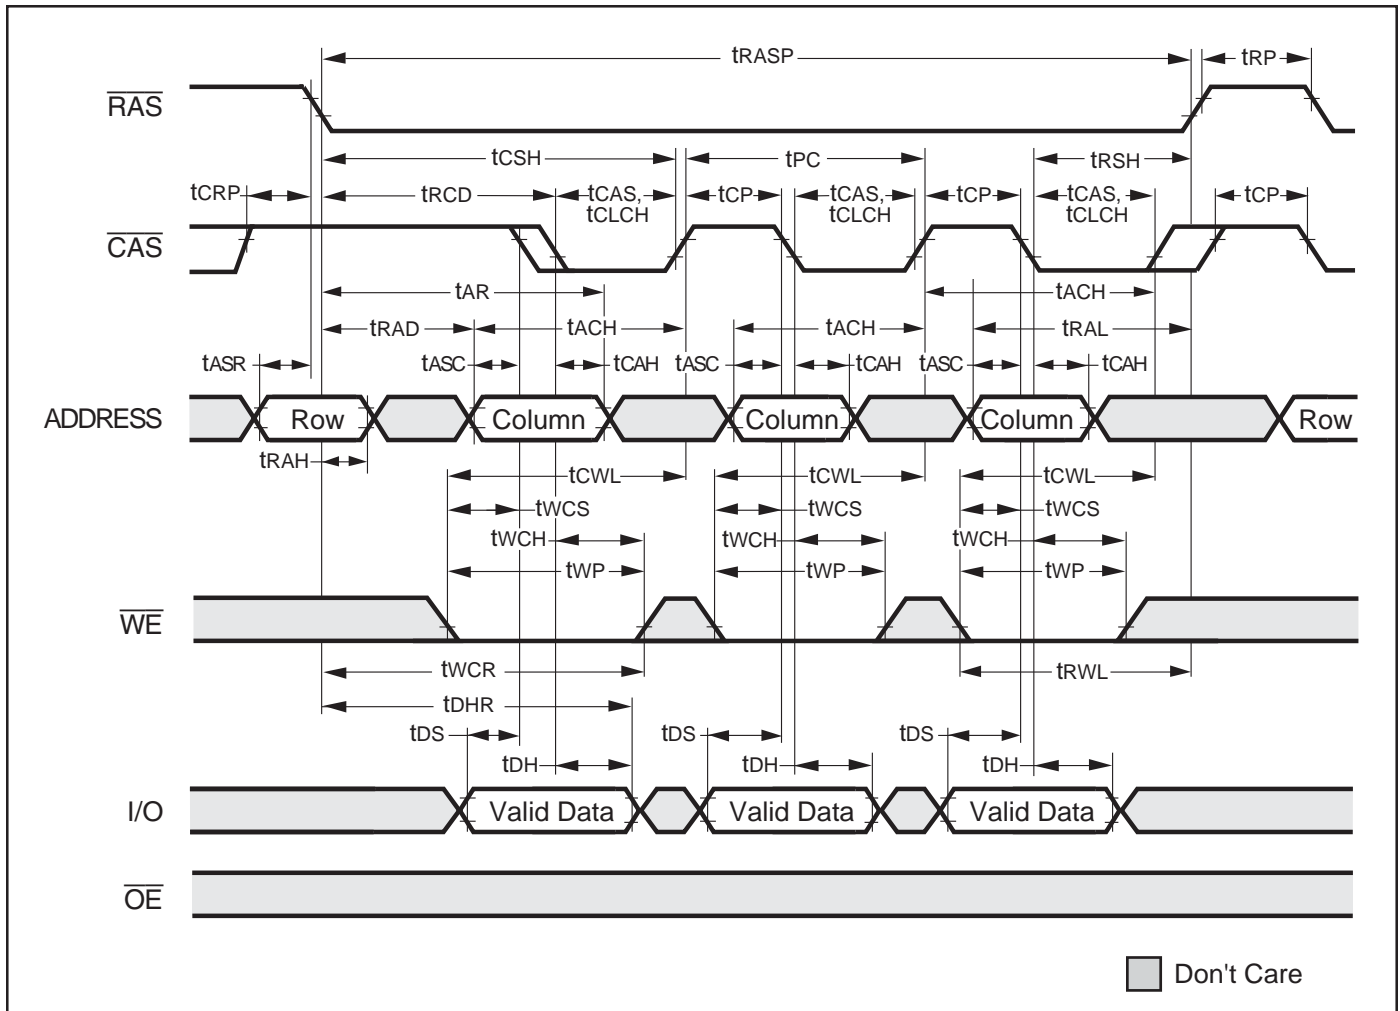 tRASP tRP
RAS
tCSH tPC tRSH
tCRP tRCD tCAS, tCLCH tCP tCAS, tCLCH tCP tCAS, tCLCH tCP
CAS
tAR tACH
tRAD tACH tACH tRAL
tASR tASC tCAH tASC tCAH tASC tCAH
ADDRESS Row Column Column Column Row
tRAH
tCWL tCWL tCWL
tWCS tWCS tWCS
tWCH tWCH tWCH
tWP tWP tWP
WE
tWCR tRWL
tDHR
tDS tDS tDS
tDH tDH tDH
I/O Valid Data Valid Data Valid Data
OE
Don't Care